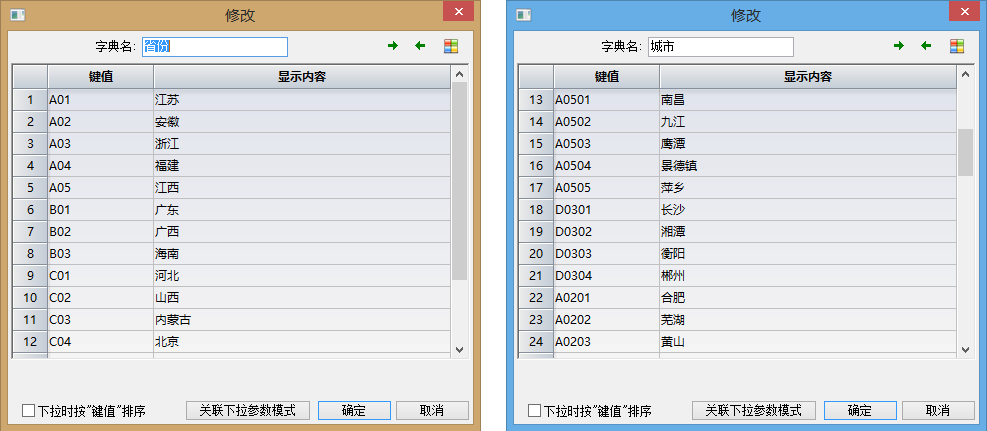 修改
字典名: 省份
键值 显示内容
1 A01 江苏
2 A02 安徽
3 A03 浙江
4 A04 福建
5 A05 江西
6 B01 广东
7 B02 广西
8 B03 海南
9 C01 河北
10 C02 山西
11 C03 内蒙古
12 C04 北京
下拉时按"键值"排序 关联下拉参数模式 确定 取消
修改
字典名: 城市
键值 显示内容
13 A0501 南昌
14 A0502 九江
15 A0503 鹰潭
16 A0504 景德镇
17 A0505 萍乡
18 D0301 长沙
19 D0302 湘潭
20 D0303 衡阳
21 D0304 郴州
22 A0201 合肥
23 A0202 芜湖
24 A0203 黄山
下拉时按"键值"排序 关联下拉参数模式 确定 取消